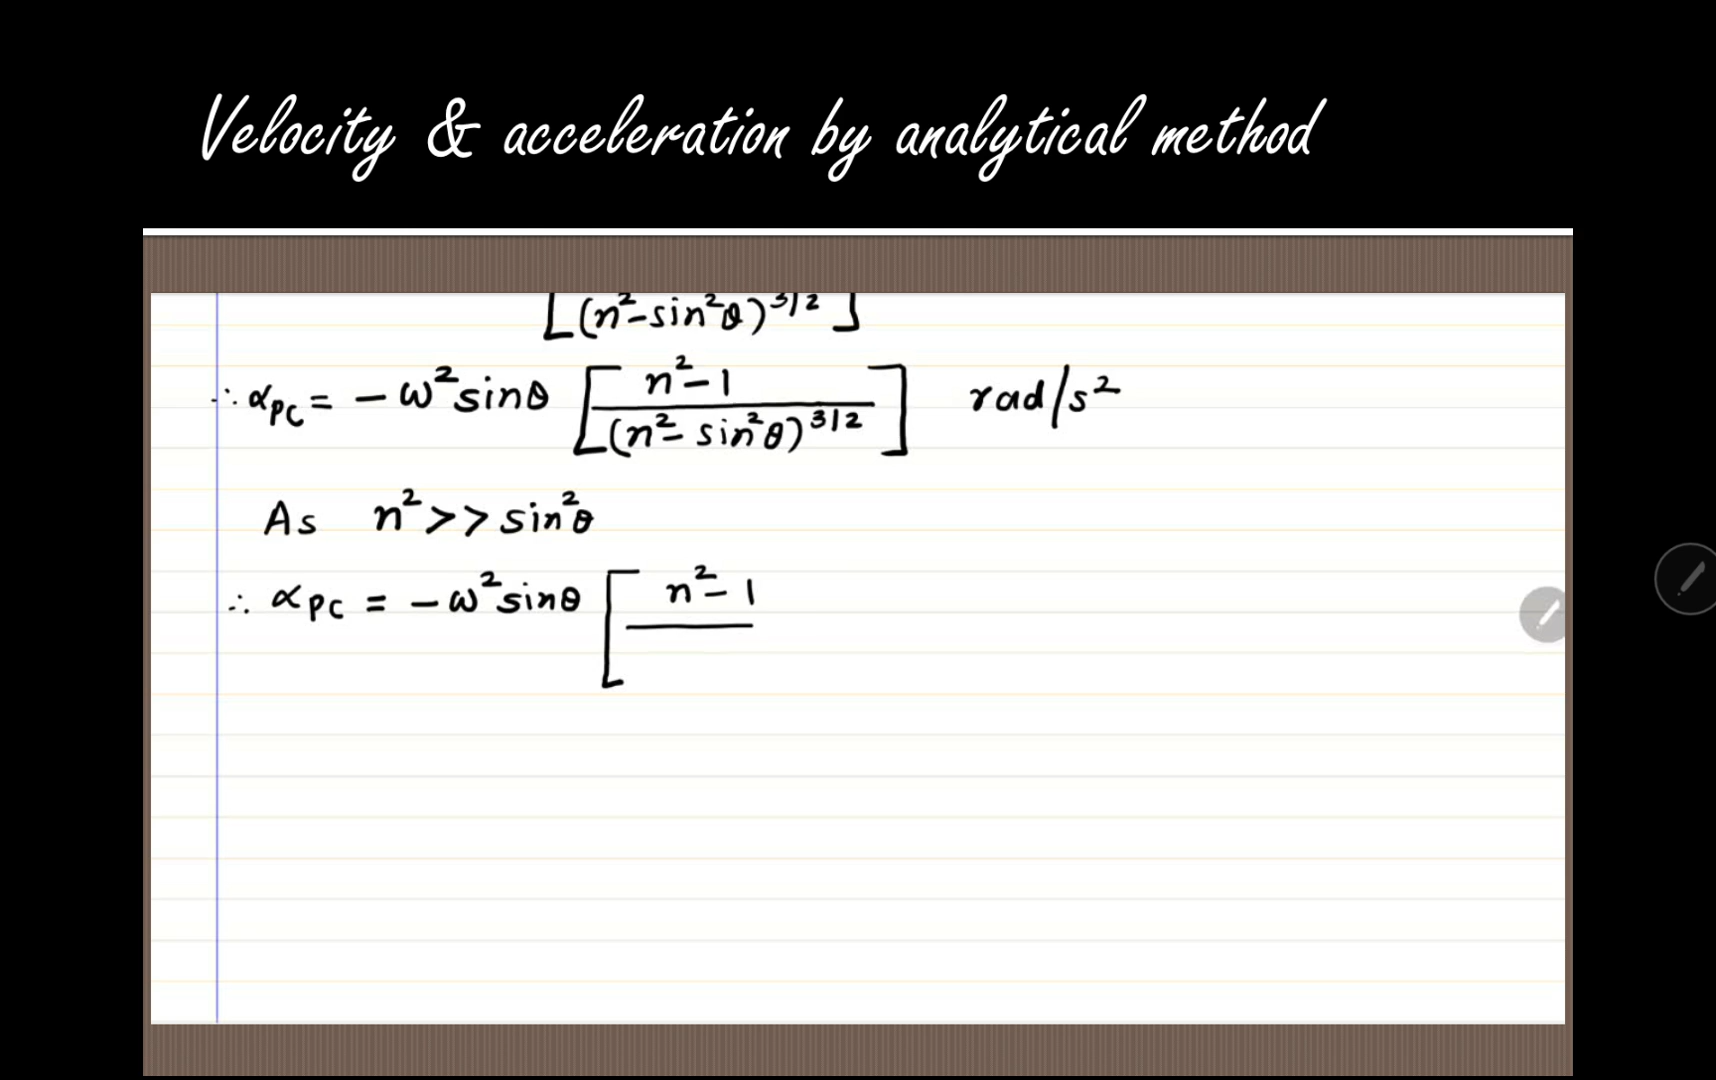 Velocity & acceleration by analytical method
[(n²-sin²θ)^3/2]
∴ αPC = - ω²sinθ [ n²-1 / (n²- sin²θ)^3/2 ] rad/s²
As n² >> sin²θ
∴ αPC = - ω²sinθ [ n²- 1